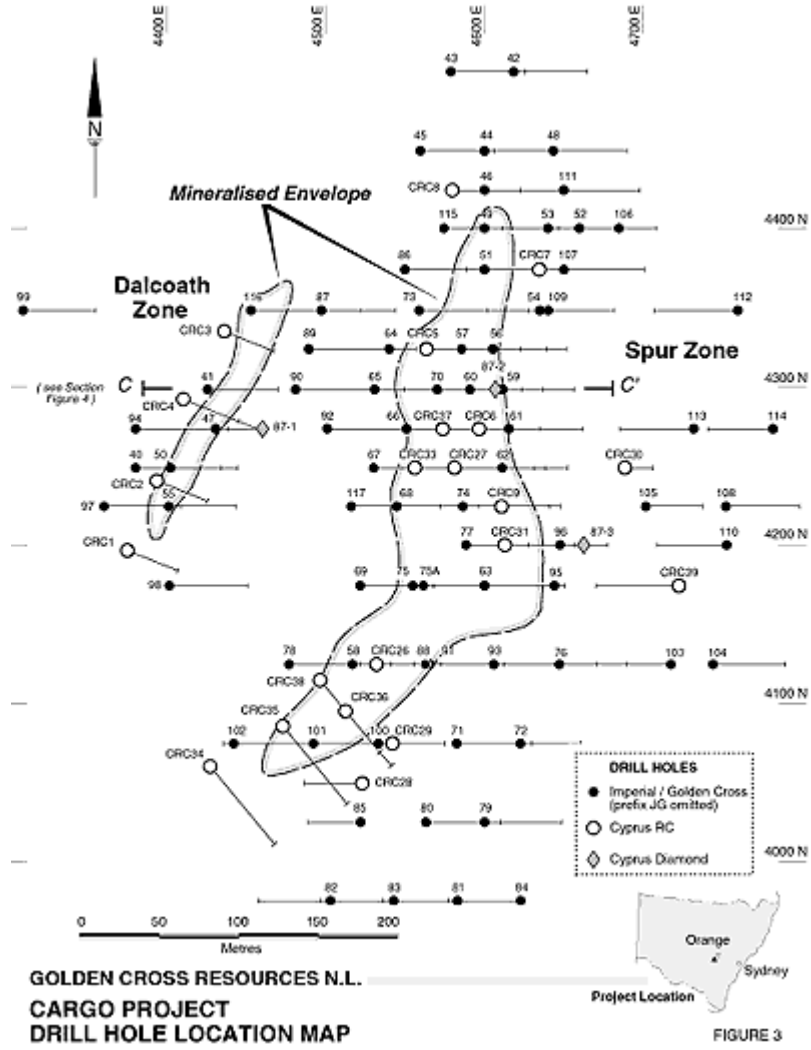 4400 E
4500 E
4600 E
4700 E
43
42
N
45
44
48
CRC8
46
111
Mineralised Envelope
115
49
53
52
106
4400 N
86
51
CRC7
107
Dalcoath
Zone
99
116
87
73
54
109
112
CRC3
89
64
CRC5
57
56
Spur Zone
87-2
(see Section
Figure 4)
C
61
90
65
70
60
59
C'
4300 N
CRC4
94
47
87-1
92
66
CRC37
CRC6
161
113
114
40
50
67
CRC33
CRC27
62
CRC30
CRC2
97
55
117
68
74
CRC9
105
108
CRC1
77
CRC31
96
87-3
110
4200 N
98
69
75
75A
63
95
CRC39
78
58
CRC26
88
91
93
76
103
104
CRC38
CRC36
4100 N
CRC35
102
101
100
CRC29
71
72
CRC34
CRC28
85
80
79
DRILL HOLES
Imperial / Golden Cross
(prefix JG omitted)
Cyprus RC
Cyprus Diamond
4000 N
82
83
81
84
0 50 100 150 200
Metres
Orange
Sydney
Project Location
GOLDEN CROSS RESOURCES N.L.
CARGO PROJECT
DRILL HOLE LOCATION MAP
FIGURE 3